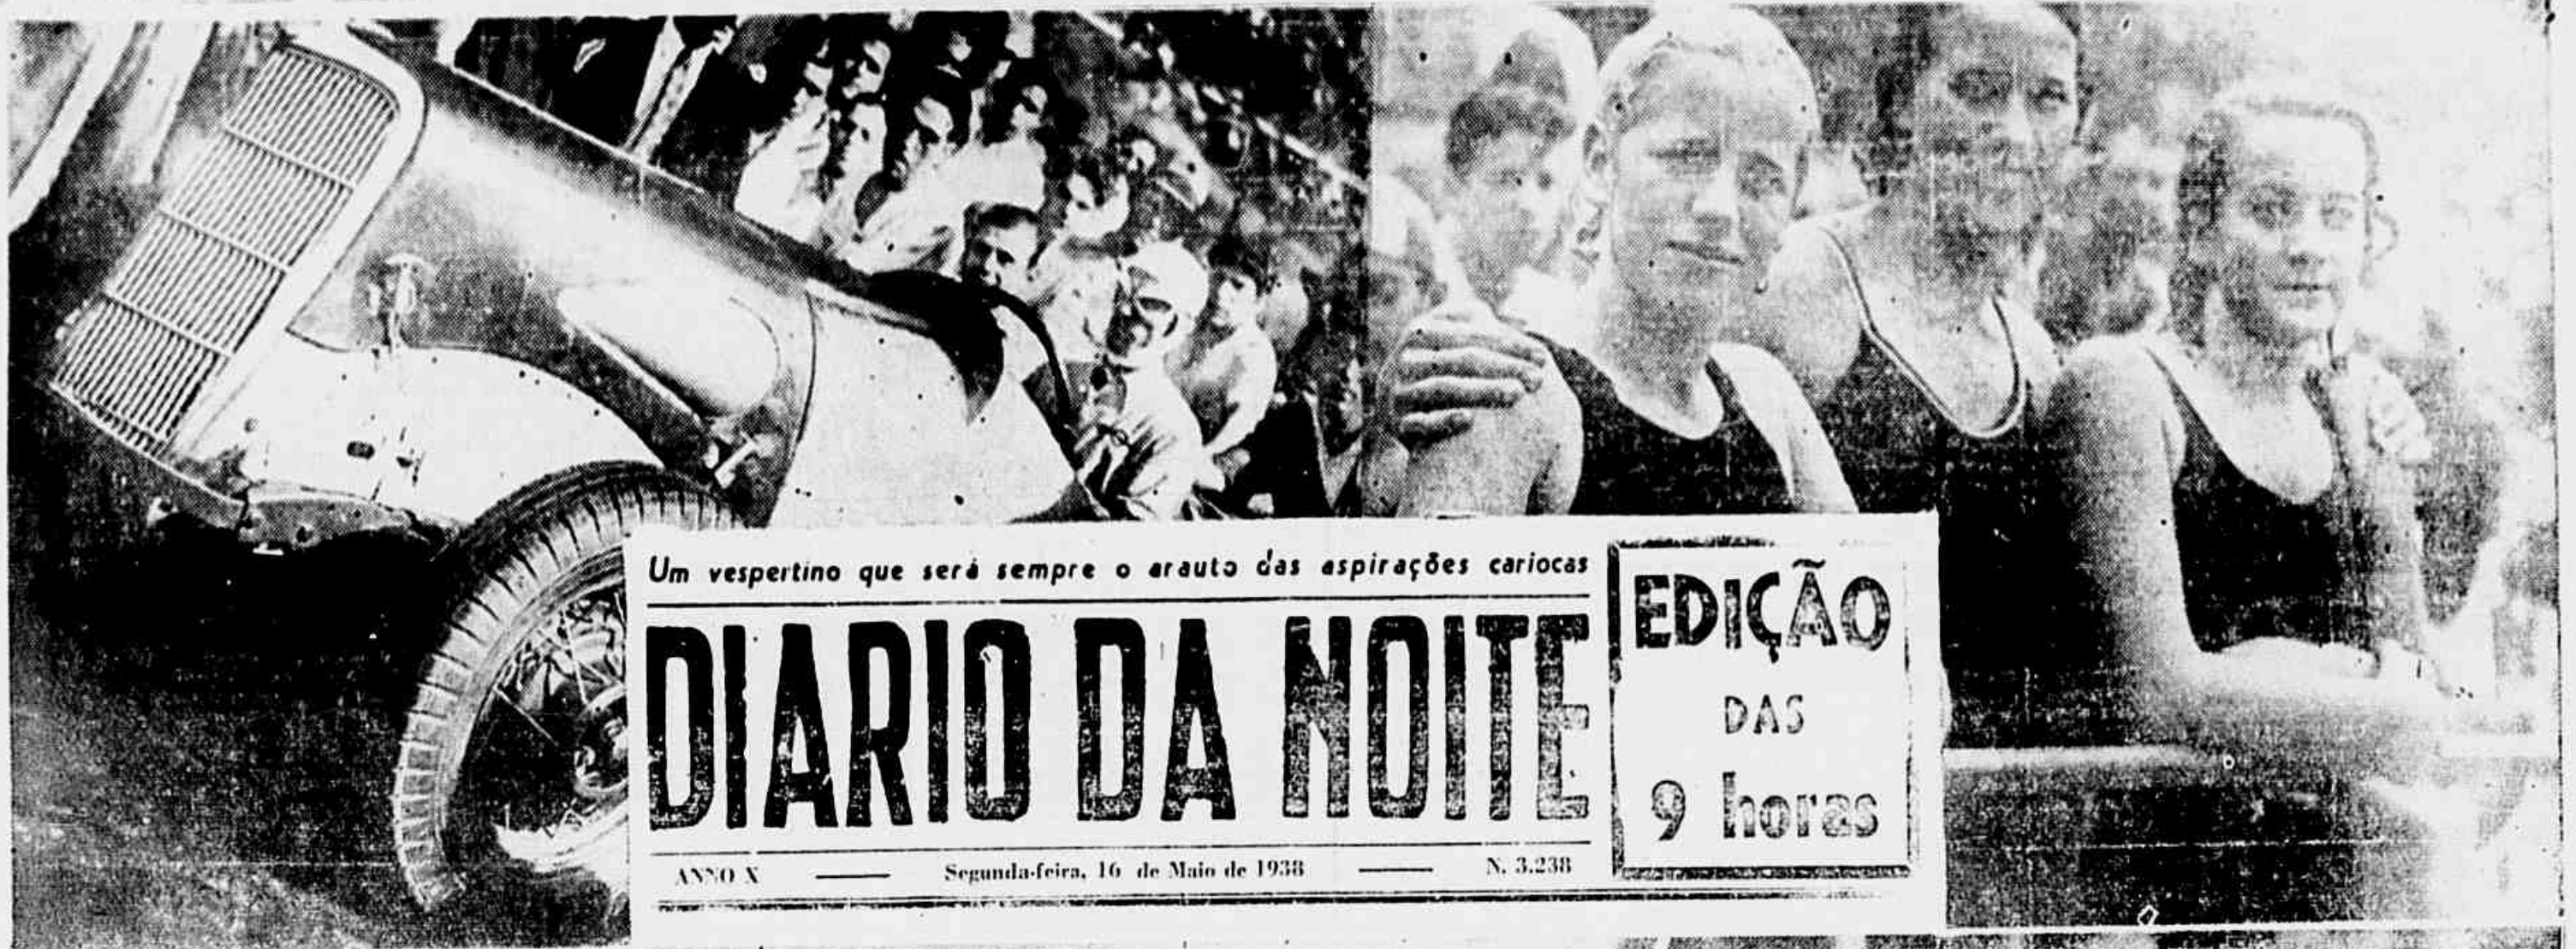 Um vespertino que será sempre o arauto das aspirações cariocas
DIARIO DA NOITE
ANNO X — Segunda-feira, 16 de Maio de 1938 — N. 3.238
EDIÇÃO
DAS
9 horas